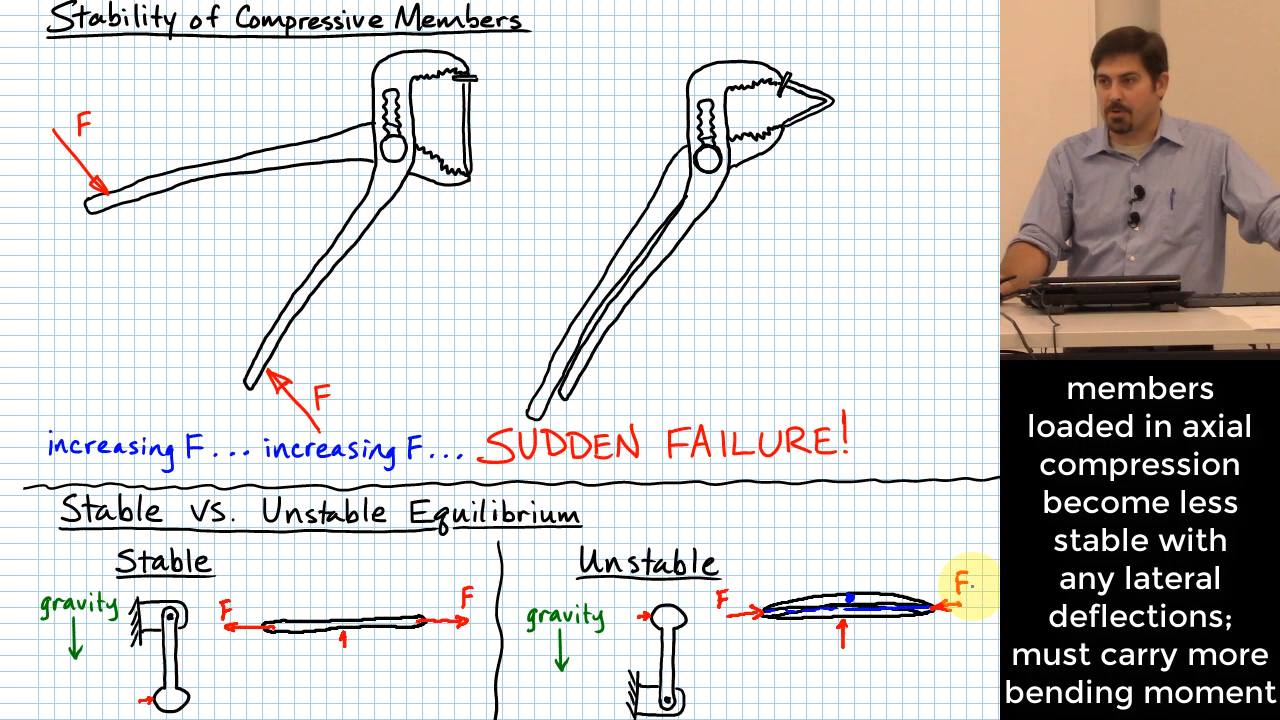 Stability of Compressive Members
F
F
increasing F... increasing F... SUDDEN FAILURE!
Stable vs. Unstable Equilibrium
Stable
Unstable
gravity
F
F
gravity
F
F
members
loaded in axial
compression
become less
stable with
any lateral
deflections;
must carry more
bending moment